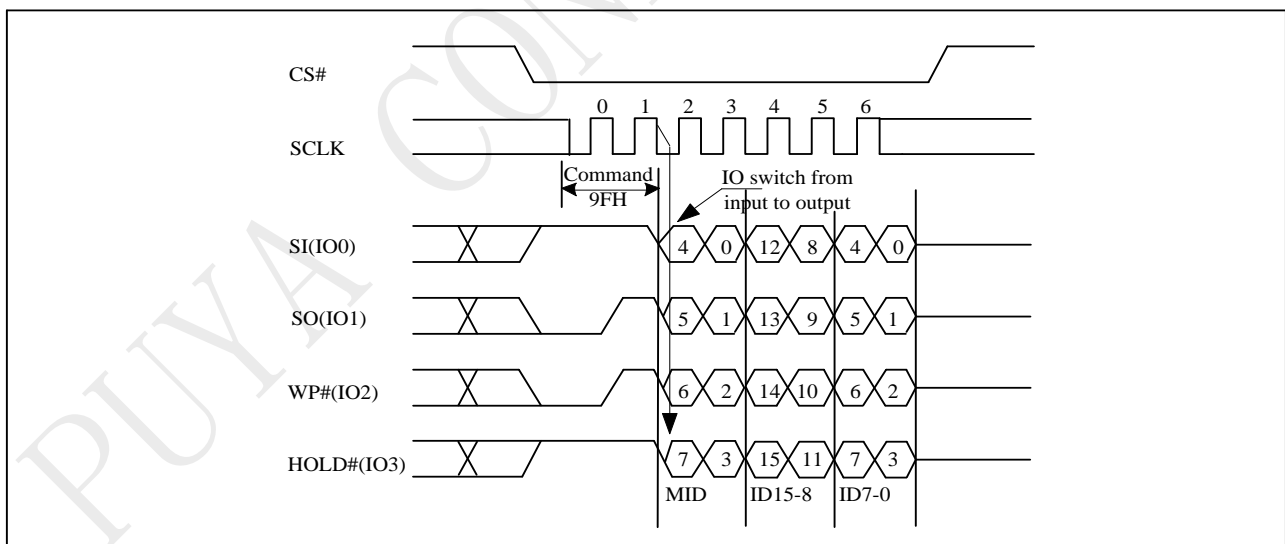 PUYA CON
CS#
0 1 2 3 4 5 6
SCLK
Command
9FH
IO switch from
input to output
SI(IO0)
4 0 12 8 4 0
SO(IO1)
5 1 13 9 5 1
WP#(IO2)
6 2 14 10 6 2
HOLD#(IO3)
7 3 15 11 7 3
MID ID15-8 ID7-0